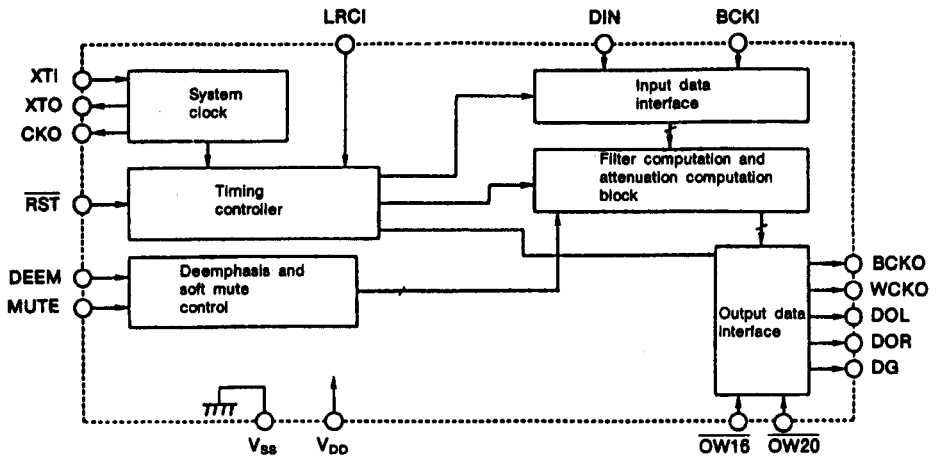 LRCI
DIN
BCKI
XTI
XTO
CKO
System
clock
Input data
interface
Filter computation and
attenuation computation
block
RST
Timing
controller
DEEM
MUTE
Deemphasis and
soft mute
control
Output data
interface
BCKO
WCKO
DOL
DOR
DG
VSS
VDD
OW16
OW20